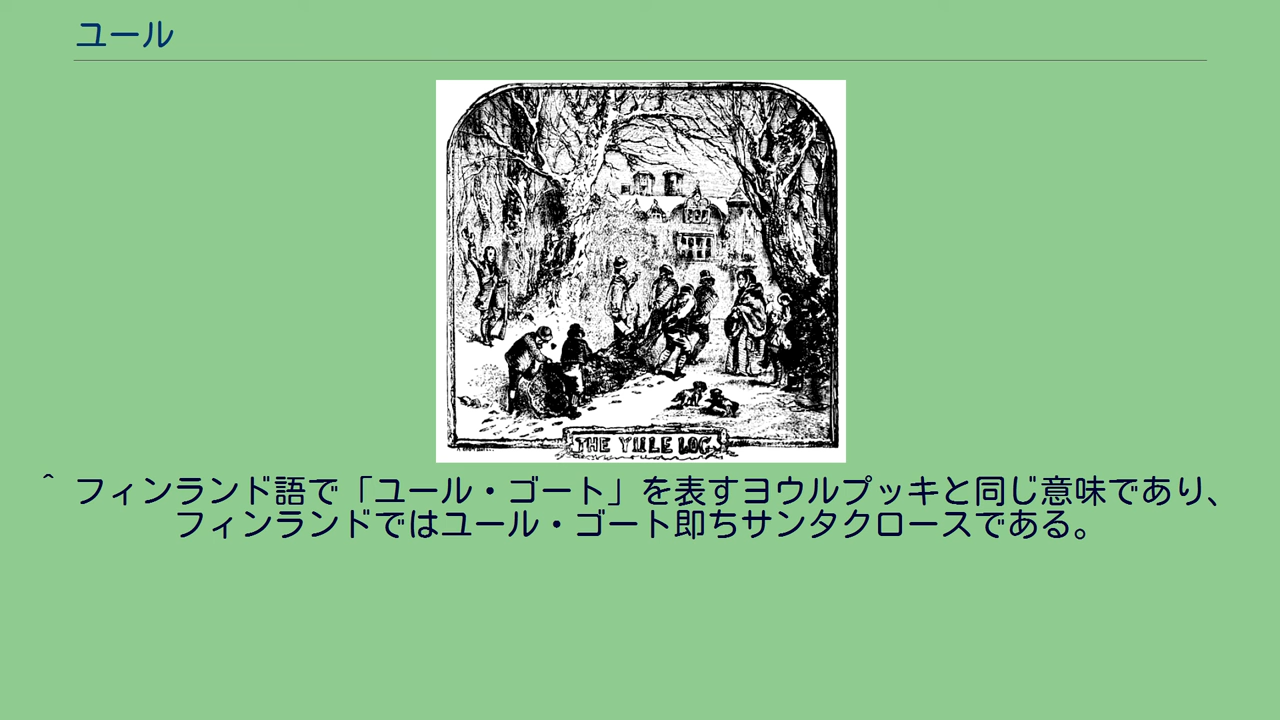 ユール
THE YULE LOG.
^ フィンランド語で「ユール・ゴート」を表すヨウルプッキと同じ意味であり、
フィンランドではユール・ゴート即ちサンタクロースである。